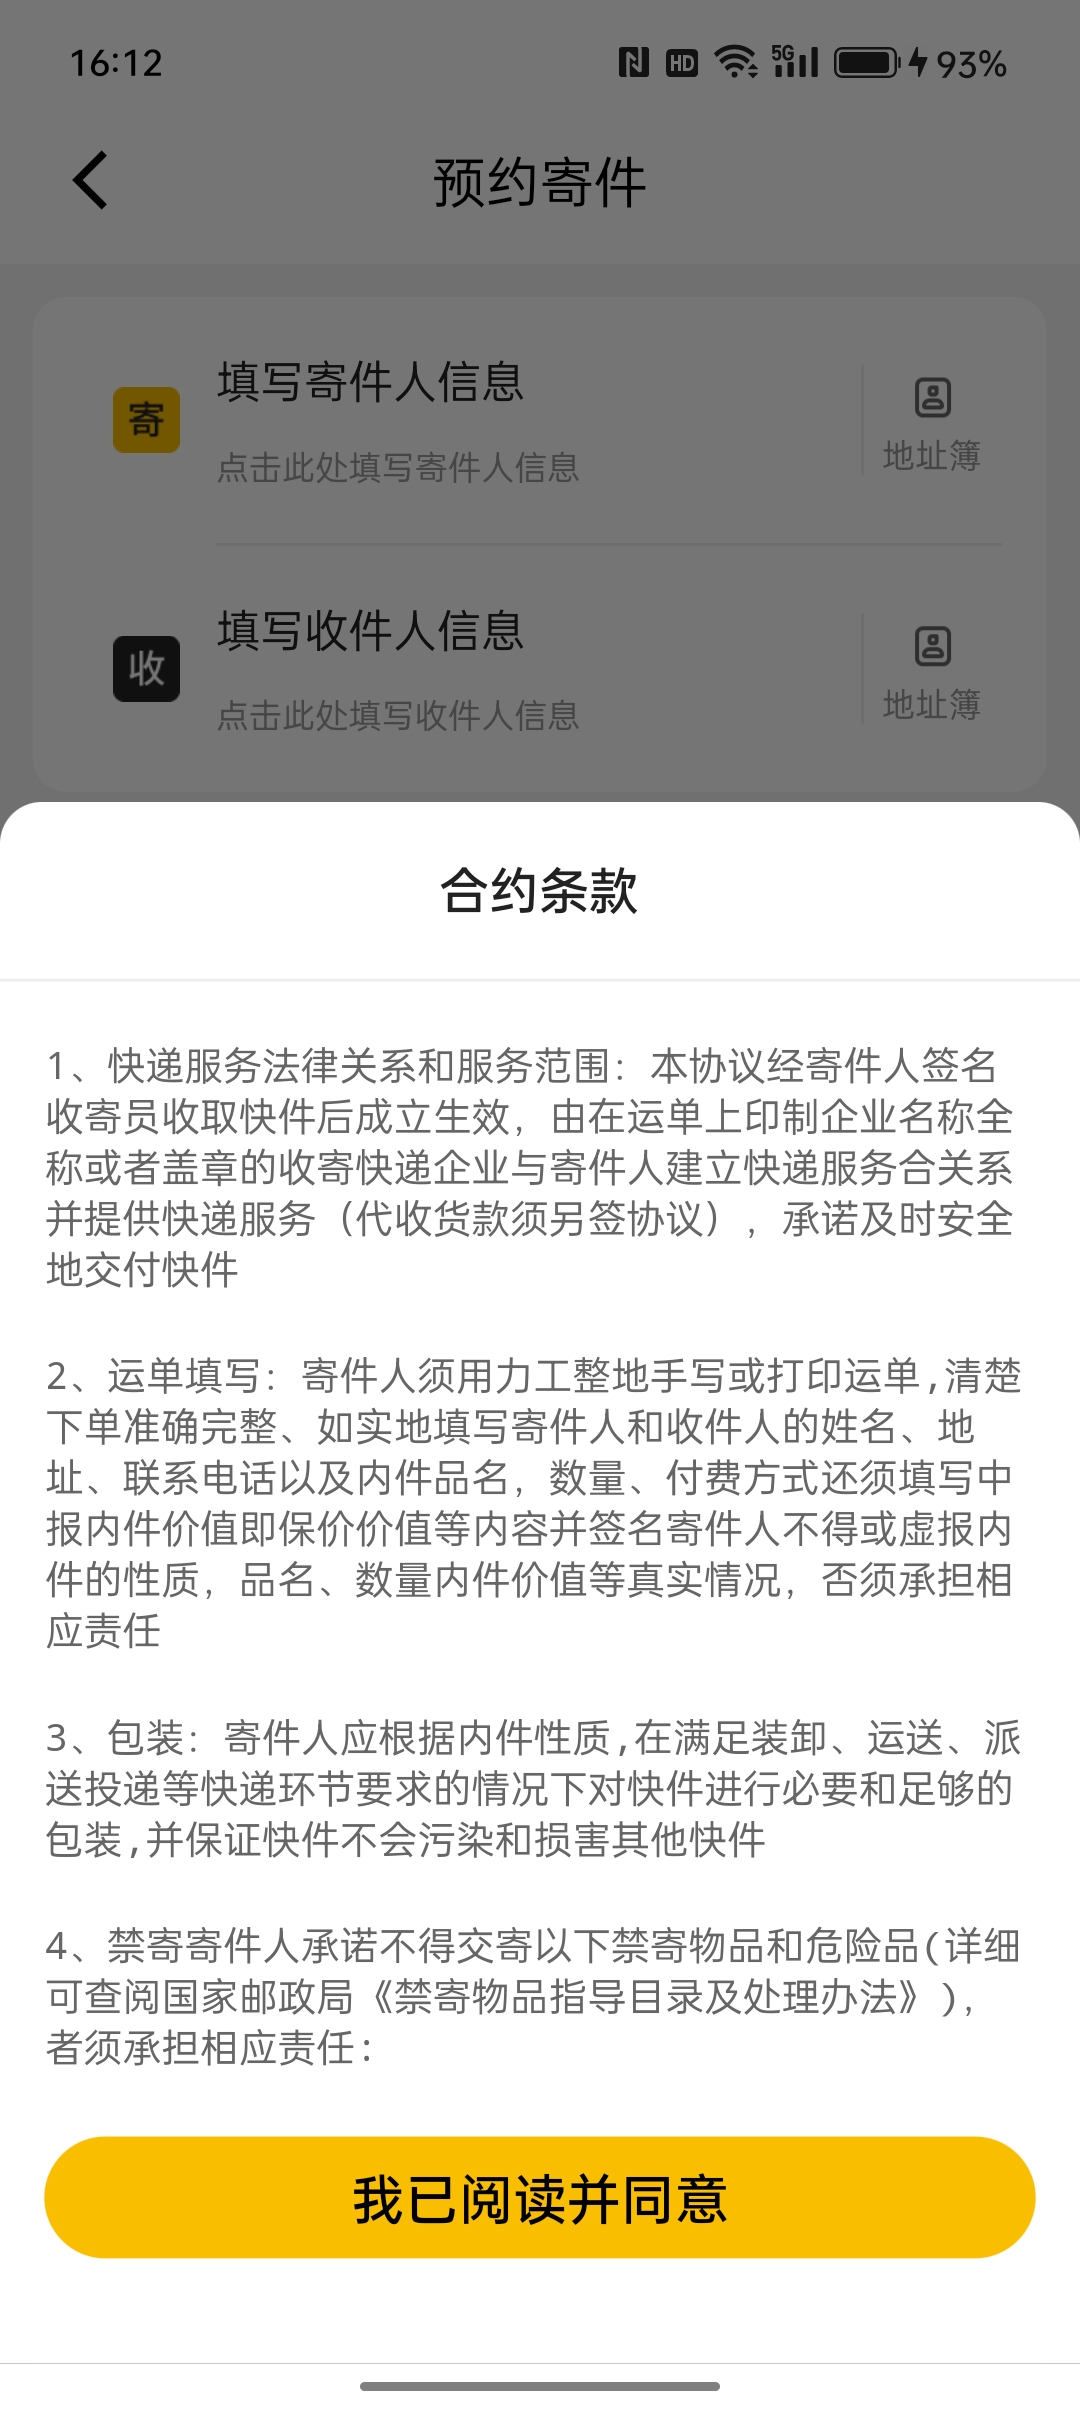 16:12
HD
5G
93%
预约寄件
寄
填写寄件人信息
点击此处填写寄件人信息
地址簿
收
填写收件人信息
点击此处填写收件人信息
地址簿
合约条款
1、快递服务法律关系和服务范围：本协议经寄件人签名
收寄员收取快件后成立生效，由在运单上印制企业名称全
称或者盖章的收寄快递企业与寄件人建立快递服务合关系
并提供快递服务（代收货款须另签协议），承诺及时安全
地交付快件
2、运单填写：寄件人须用力工整地手写或打印运单,清楚
下单准确完整、如实地填写寄件人和收件人的姓名、地
址、联系电话以及内件品名，数量、付费方式还须填写中
报内件价值即保价价值等内容并签名寄件人不得或虚报内
件的性质，品名、数量内件价值等真实情况，否须承担相
应责任
3、包装：寄件人应根据内件性质,在满足装卸、运送、派
送投递等快递环节要求的情况下对快件进行必要和足够的
包装,并保证快件不会污染和损害其他快件
4、禁寄寄件人承诺不得交寄以下禁寄物品和危险品(详细
可查阅国家邮政局《禁寄物品指导目录及处理办法》)，
者须承担相应责任:
我已阅读并同意